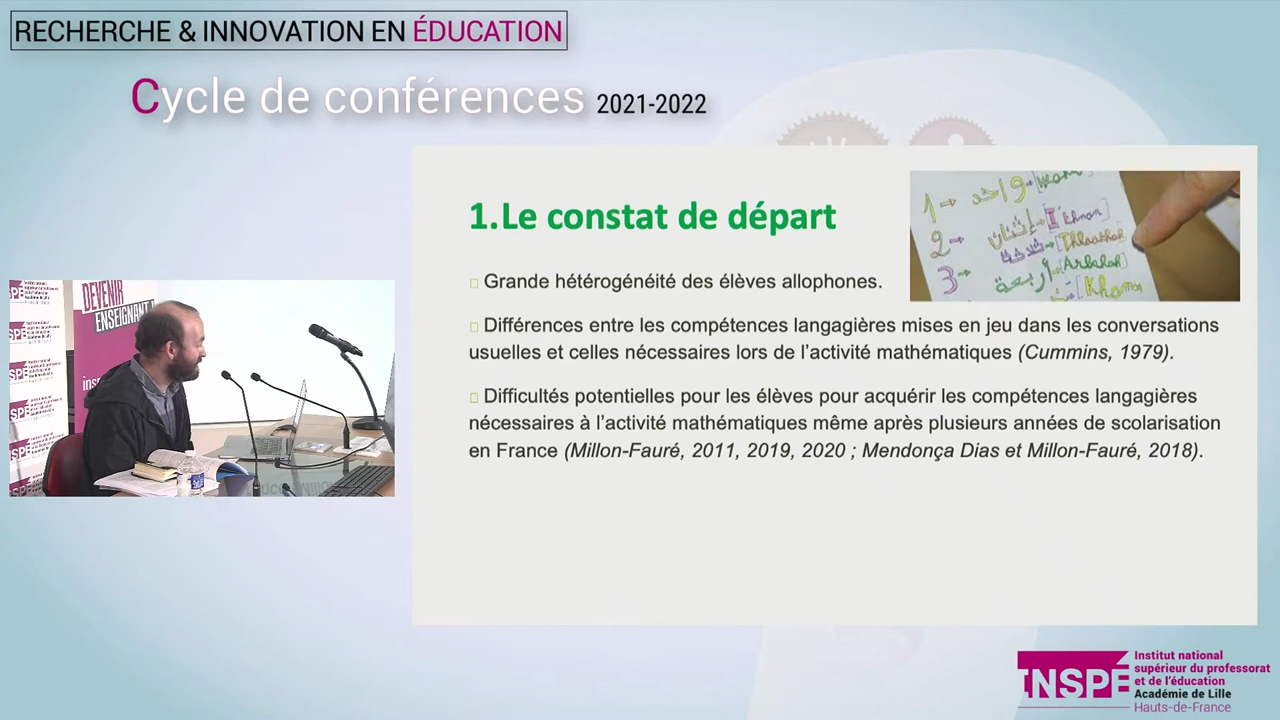 RECHERCHE & INNOVATION EN ÉDUCATION
Cycle de conférences 2021-2022
1.Le constat de départ
1→ واحد [
2→ إثنان [I'thnan]
3→
أربعة [Arbalah]
Grande hétérogénéité des élèves allophones.
Différences entre les compétences langagières mises en jeu dans les conversations
usuelles et celles nécessaires lors de l'activité mathématiques (Cummins, 1979).
Difficultés potentielles pour les élèves pour acquérir les compétences langagières
nécessaires à l'activité mathématiques même après plusieurs années de scolarisation
en France (Millon-Fauré, 2011, 2019, 2020 ; Mendonça Dias et Millon-Fauré, 2018).
DEVENIR
ENSEIGNANT
INSPÉ
Institut national
supérieur du professorat
et de l'éducation
Académie de Lille
Hauts-de-France